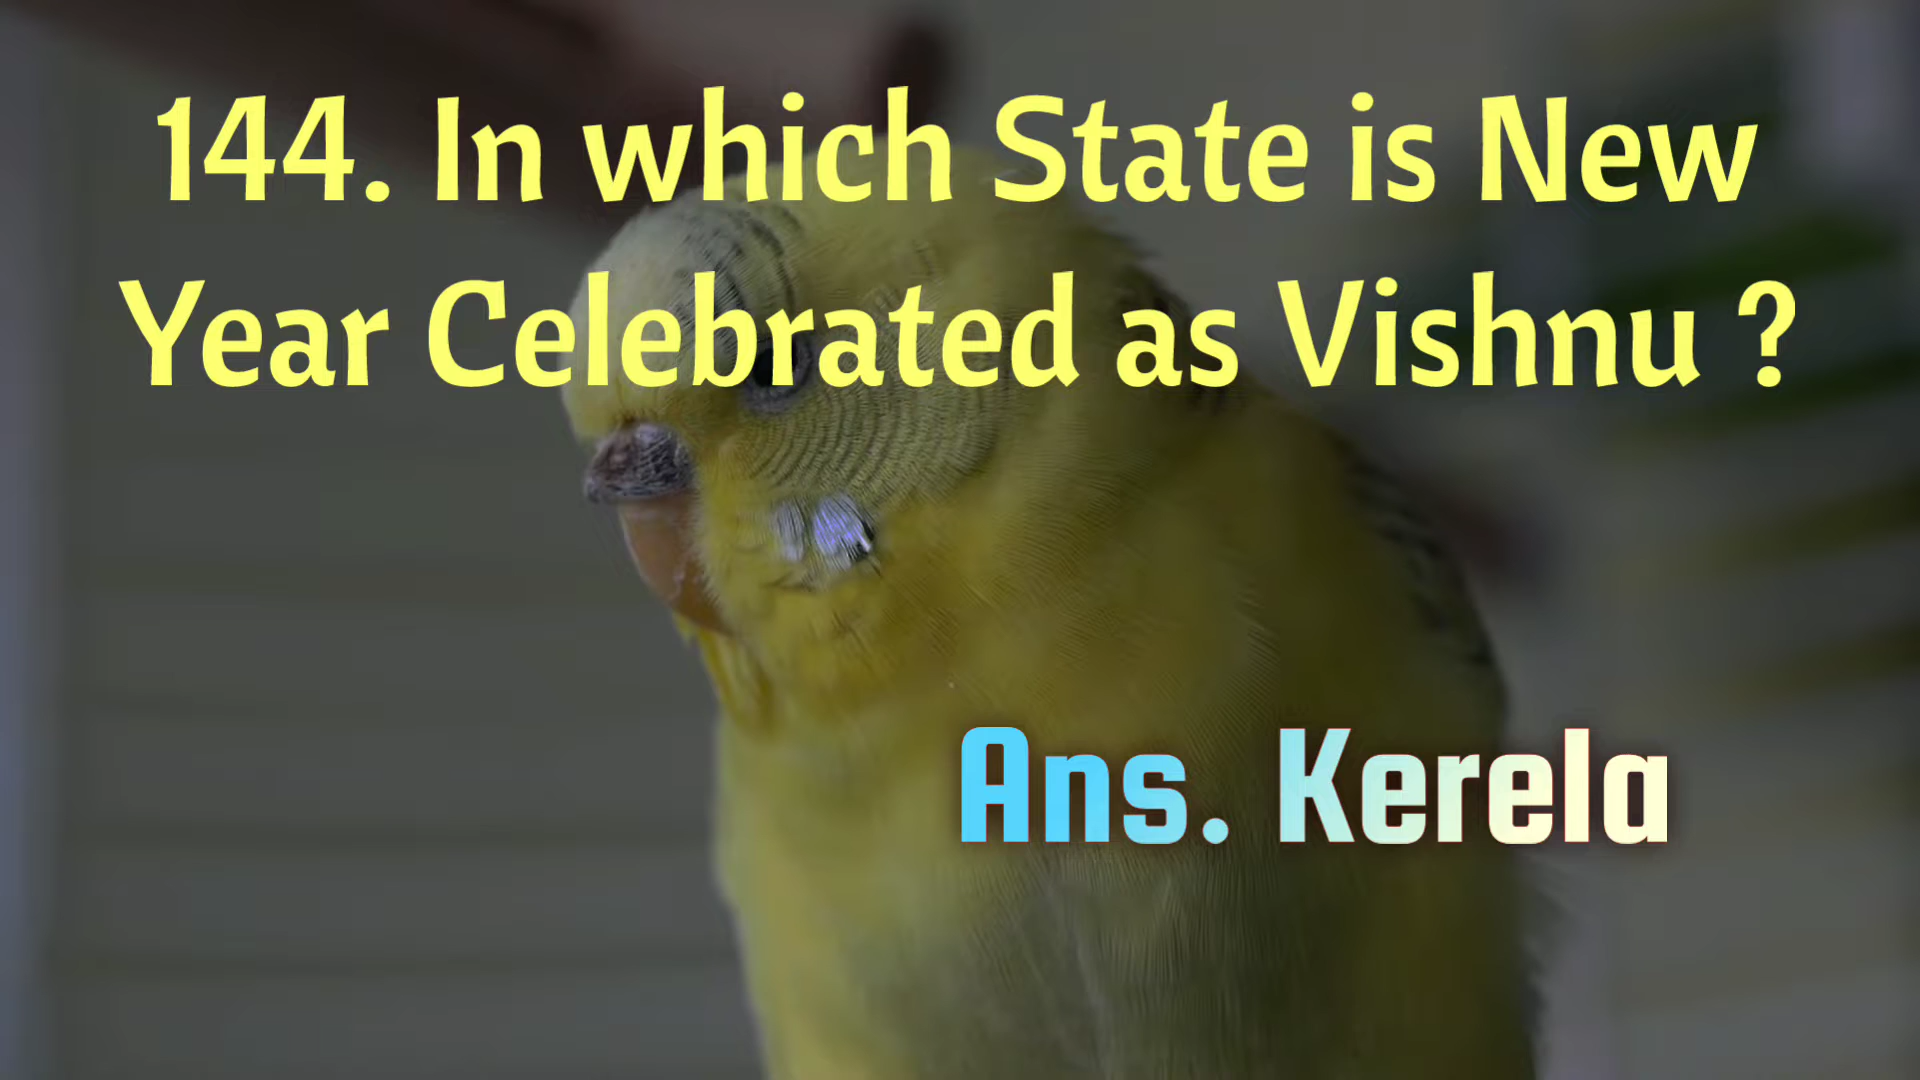 144. In which State is New
Year Celebrated as Vishnu ?
Ans. Kerela